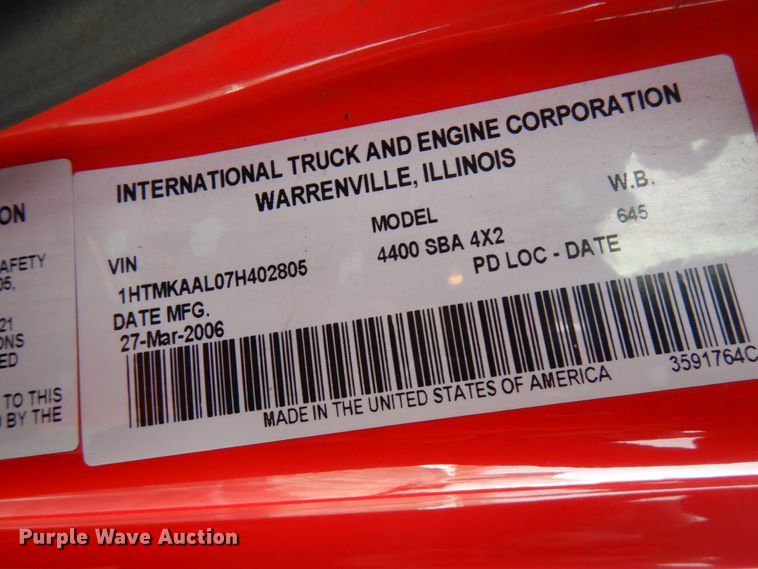 ON
AFETY
05,
21
ONS
ED
TO THIS
BY THE
INTERNATIONAL TRUCK AND ENGINE CORPORATION
WARRENVILLE, ILLINOIS
VIN
MODEL
W.B.
1HTMKAAL07H402805
4400 SBA 4X2
645
DATE MFG.
PD LOC - DATE
27-Mar-2006
MADE IN THE UNITED STATES OF AMERICA
3591764C
Purple Wave Auction